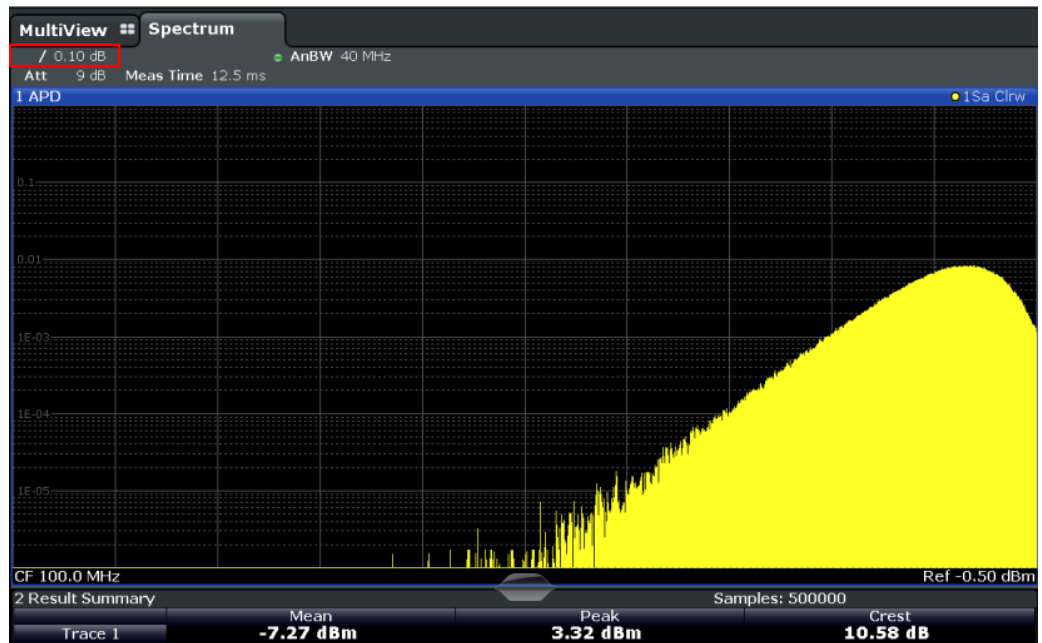 MultiView Spectrum
/ 0.10 dB AnBW 40 MHz
Att 9 dB Meas Time 12.5 ms
1 APD 1Sa Clrw
0.1
0.01
1E-03
1E-04
1E-05
CF 100.0 MHz Ref -0.50 dBm
2 Result Summary Samples: 500000
Mean Peak Crest
Trace 1 -7.27 dBm 3.32 dBm 10.58 dB